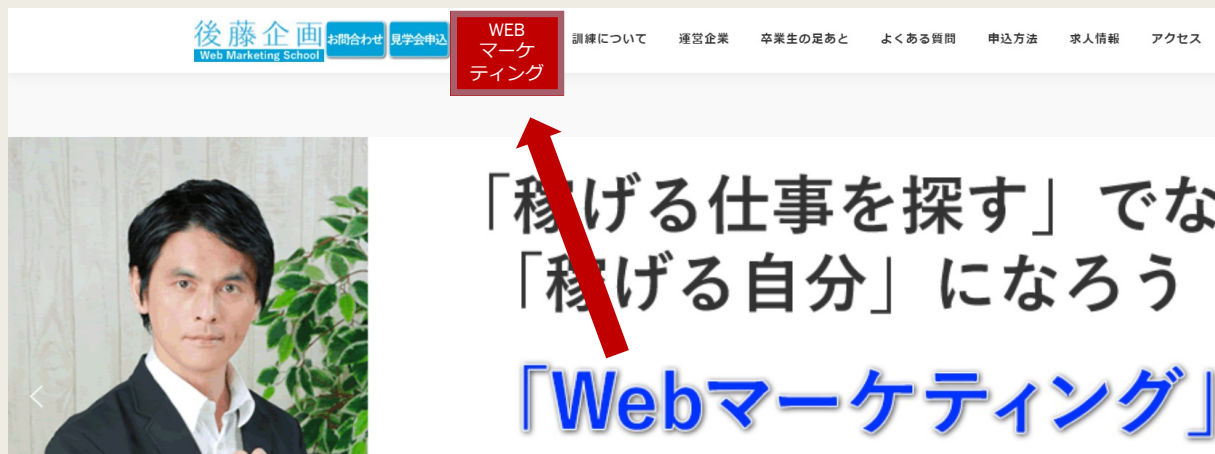 後藤企画
Web Marketing School
お問合わせ
見学会申込
WEB
マーケ
ティング
訓練について
運営企業
卒業生の足あと
よくある質問
申込方法
求人情報
アクセス
「稼げる仕事を探す」でな
「稼げる自分」になろう
「Webマーケティング」